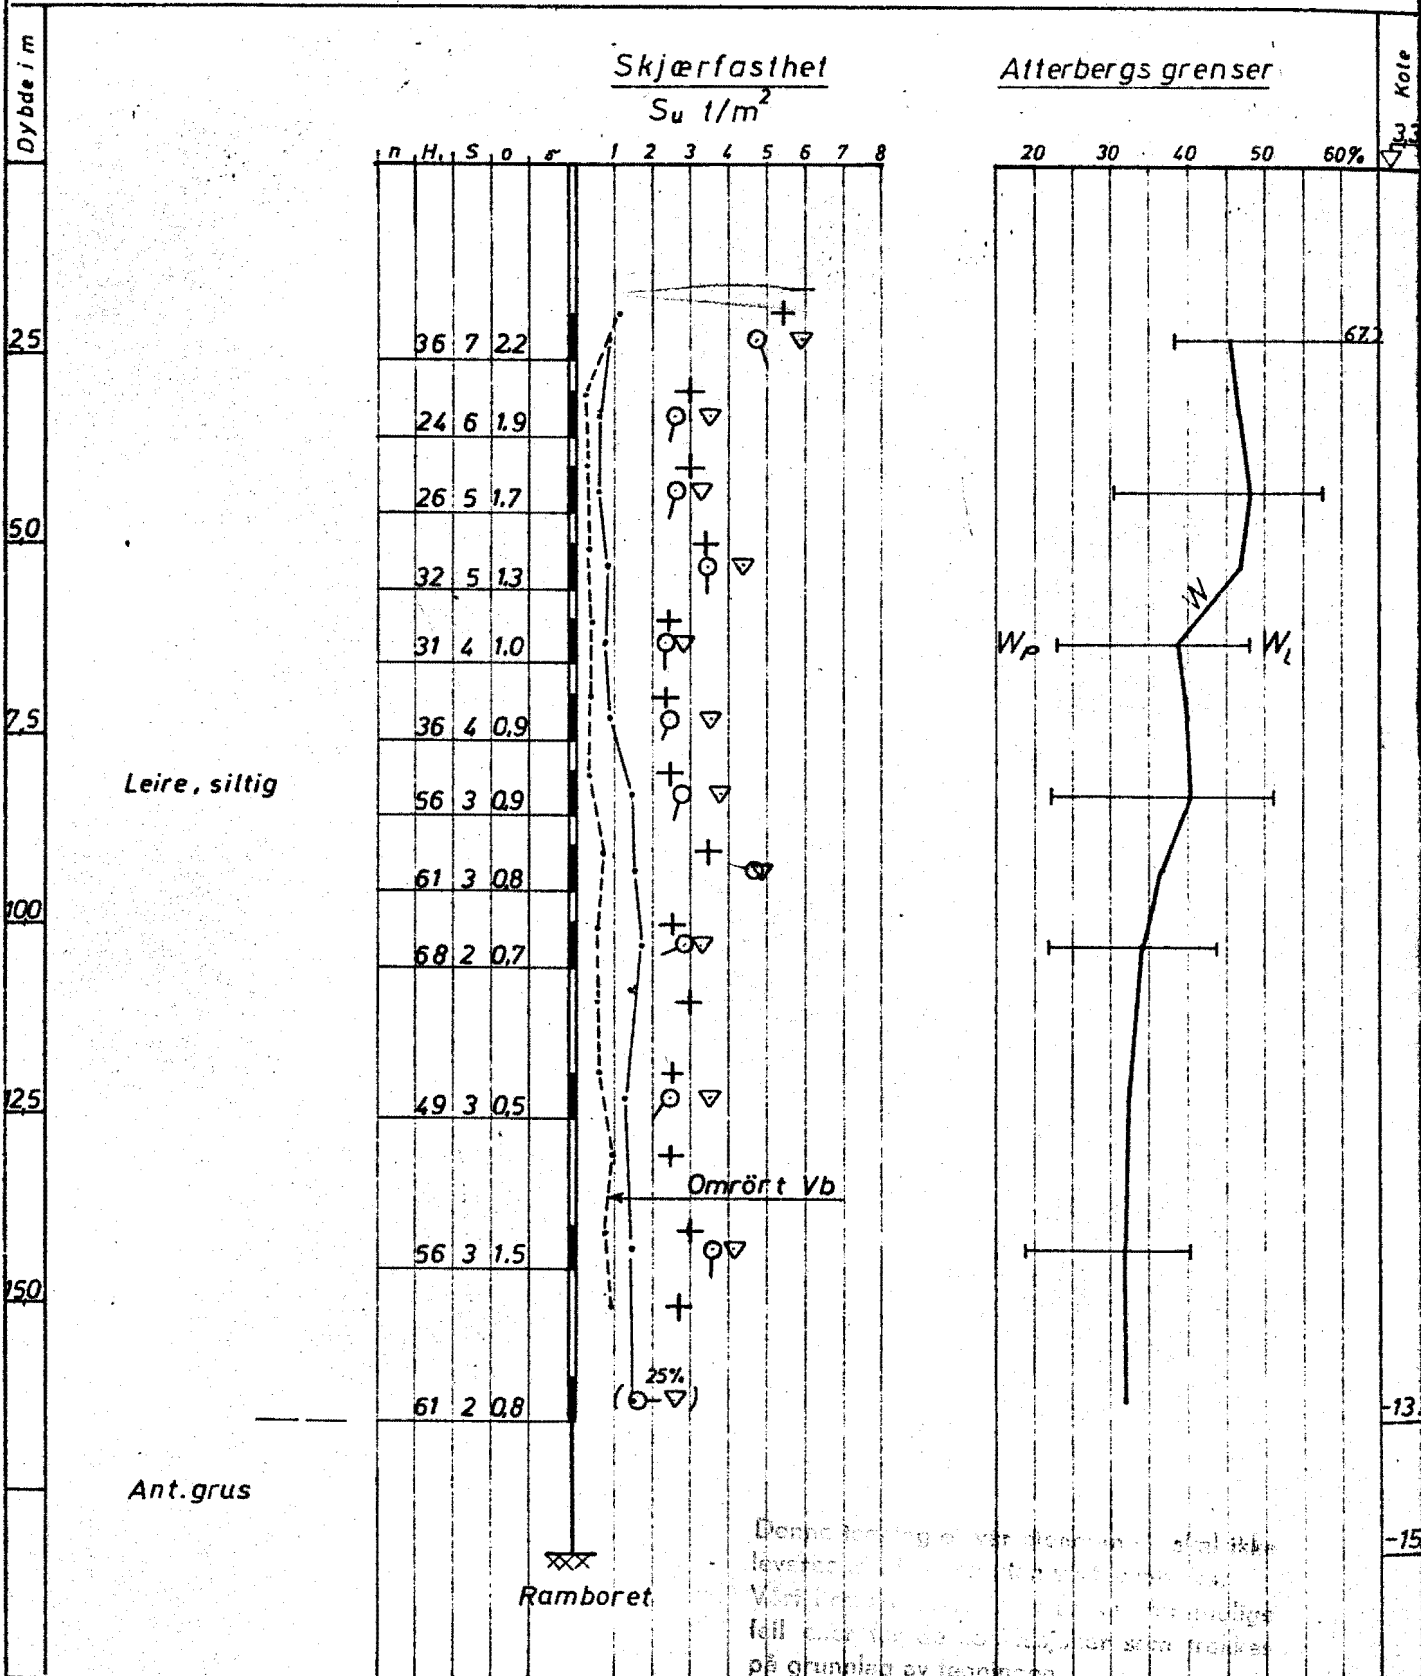 Dybde i m
Skjærfasthet
Su t/m²
Atterbergs grenser
Kote
n H₁ S o σ 1 2 3 4 5 6 7 8
20 30 40 50 60%
2,5
36 7 2.2
67.2
24 6 1.9
26 5 1.7
5,0
32 5 1.3
W
31 4 1.0
Wp
WL
7,5
36 4 0.9
Leire, siltig
56 3 0.9
61 3 0.8
10,0
68 2 0,7
12,5
49 3 0,5
Omrört Vb
56 3 1.5
15,0
25%
61 2 0.8
-13.
Ant. grus
-15
Ramboret
ikke
feil som trekkes
på grunnlag av